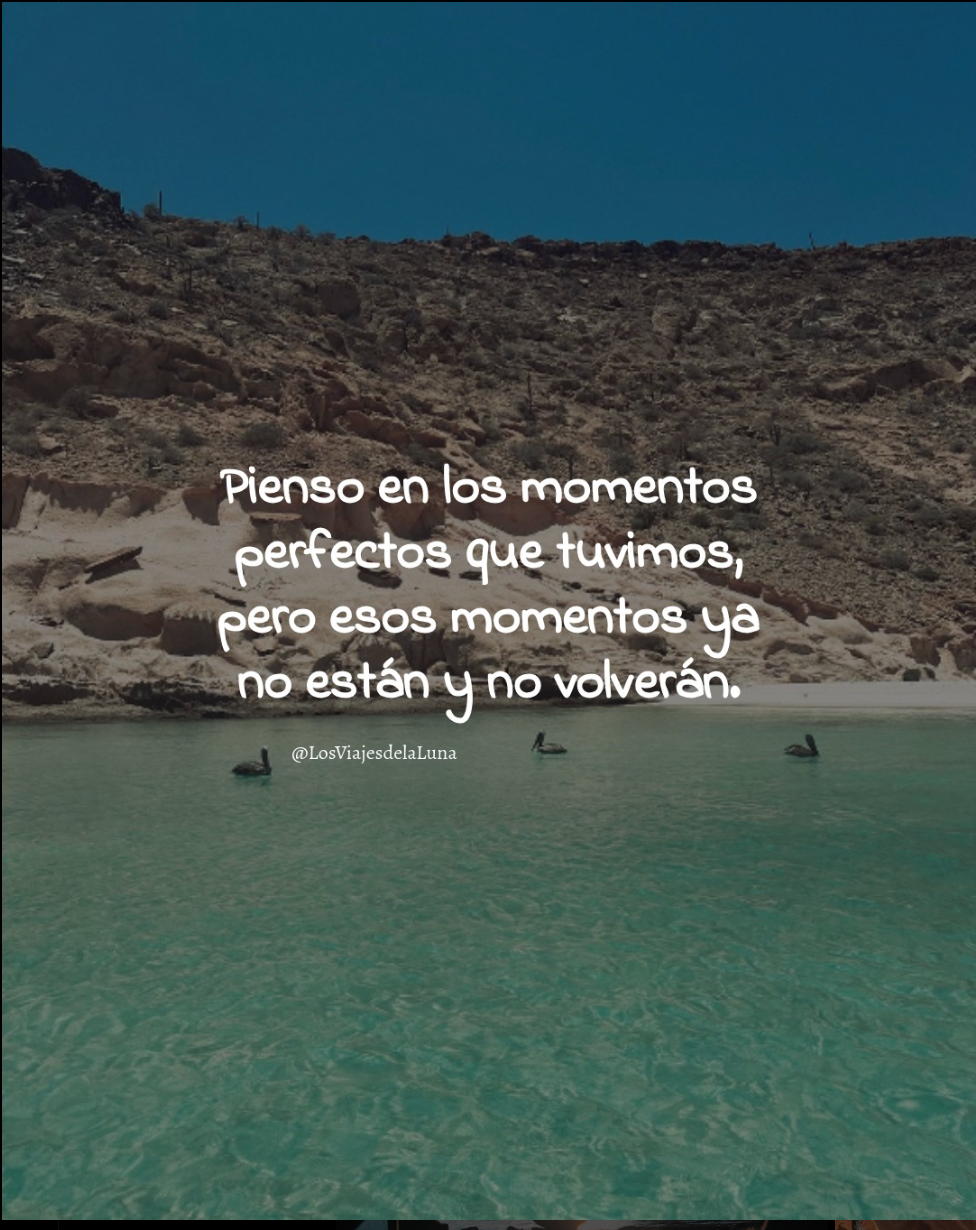 Pienso en los momentos
perfectos que tuvimos,
pero esos momentos ya
no están y no volverán.
@LosViajesdelaLuna